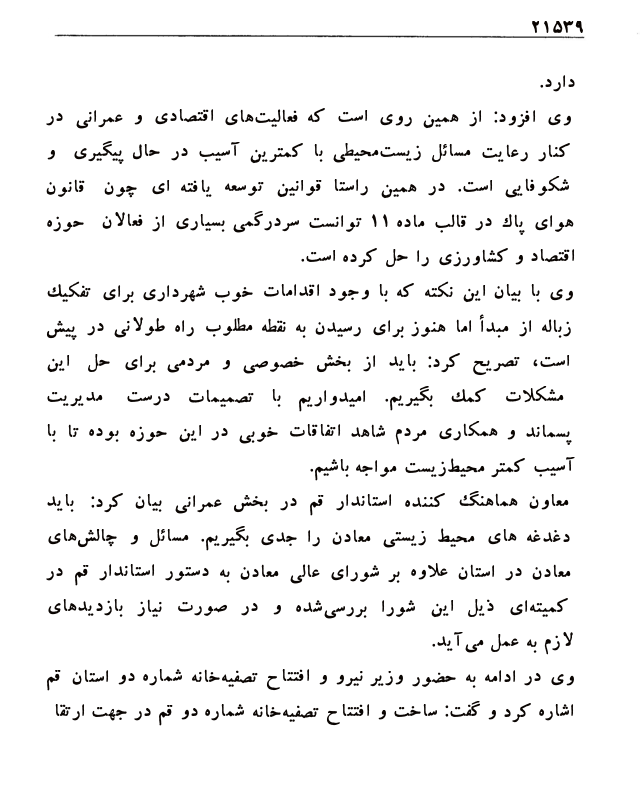 ۲۱۵۳۹
دارد.
وی افزود: از همین روی است که فعالیت‌های اقتصادی و عمرانی در
کنار رعایت مسائل زیست‌محیطی با کمترین آسیب در حال پیگیری و
شکوفایی است. در همین راستا قوانین توسعه یافته ای چون قانون
هوای پاك در قالب ماده ۱۱ توانست سردرگمی بسیاری از فعالان حوزه
اقتصاد و کشاورزی را حل کرده است.
وی با بیان این نکته که با وجود اقدامات خوب شهرداری برای تفکیك
زباله از مبدأ اما هنوز برای رسیدن به نقطه مطلوب راه طولانی در پیش
است، تصریح کرد: باید از بخش خصوصی و مردمی برای حل این
مشکلات کمك بگیریم. امیدواریم با تصمیمات درست مدیریت
پسماند و همکاری مردم شاهد اتفاقات خوبی در این حوزه بوده تا با
آسیب کمتر محیط‌زیست مواجه باشیم.
معاون هماهنگ کننده استاندار قم در بخش عمرانی بیان کرد: باید
دغدغه های محیط زیستی معادن را جدی بگیریم. مسائل و چالش‌های
معادن در استان علاوه بر شورای عالی معادن به دستور استاندار قم در
کمیته‌ای ذیل این شورا بررسی‌شده و در صورت نیاز بازدیدهای
لازم به عمل می‌آید.
وی در ادامه به حضور وزیر نیرو و افتتاح تصفیه‌خانه شماره دو استان قم
اشاره کرد و گفت: ساخت و افتتاح تصفیه‌خانه شماره دو قم در جهت ارتقا